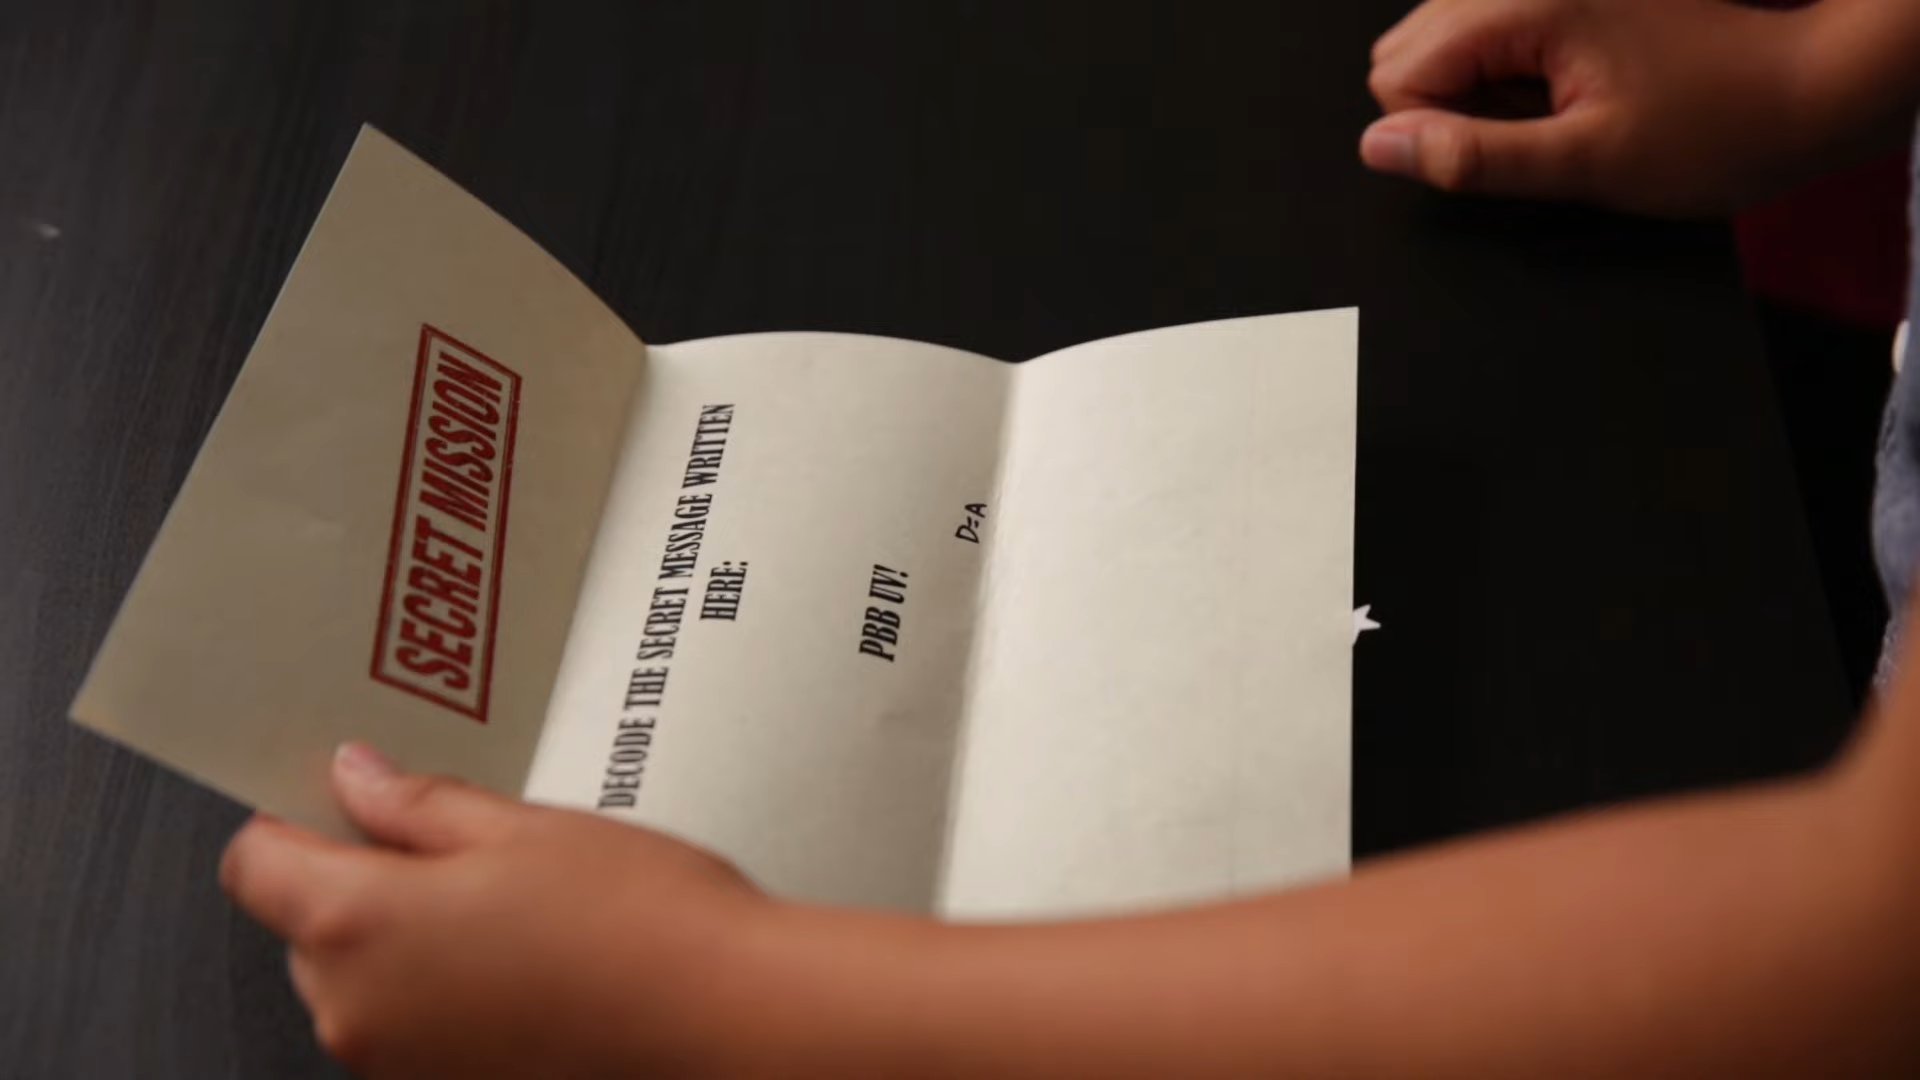 SECRET MISSION
DECODE THE SECRET MESSAGE WRITTEN
HERE:
PBB UV!
D=A